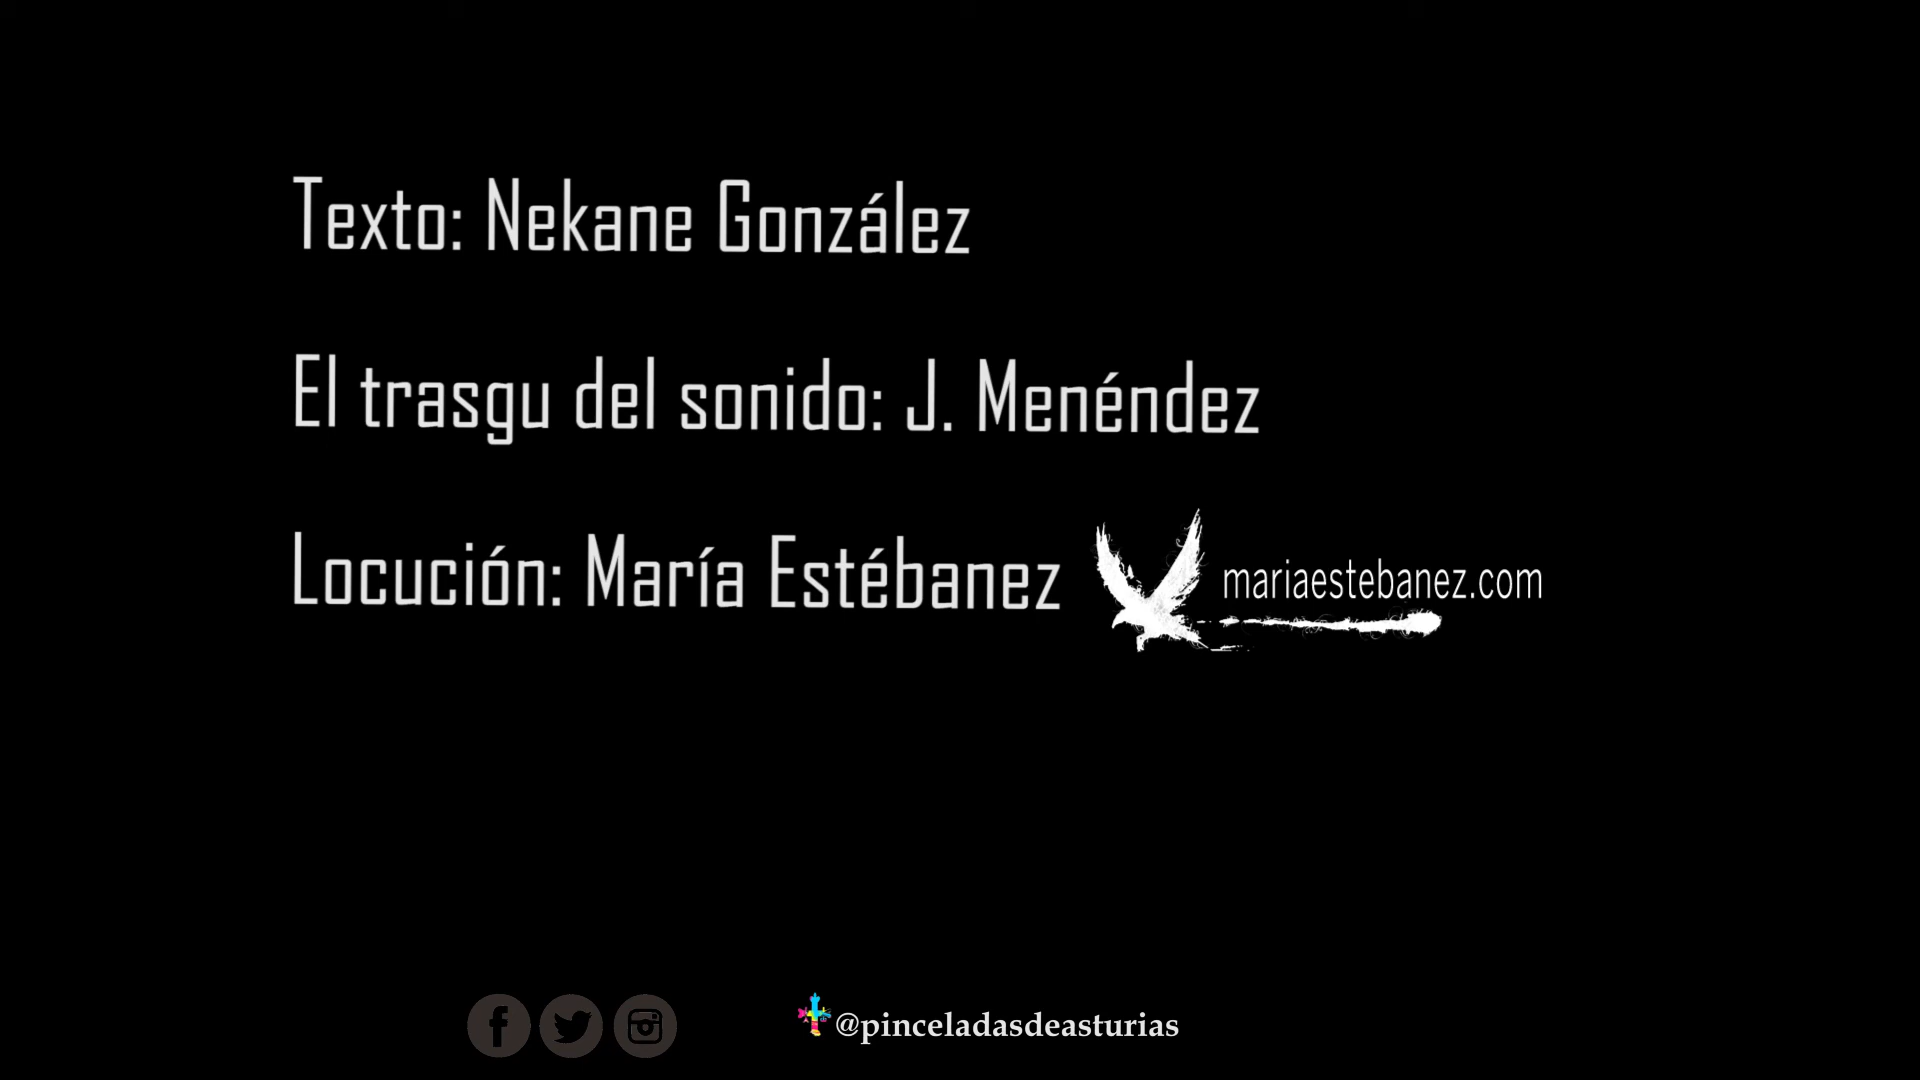 Texto: Nekane González
El trasgu del sonido: J. Menéndez
Locución: María Estébanez
mariaestebanez.com
@pinceladasdeasturias